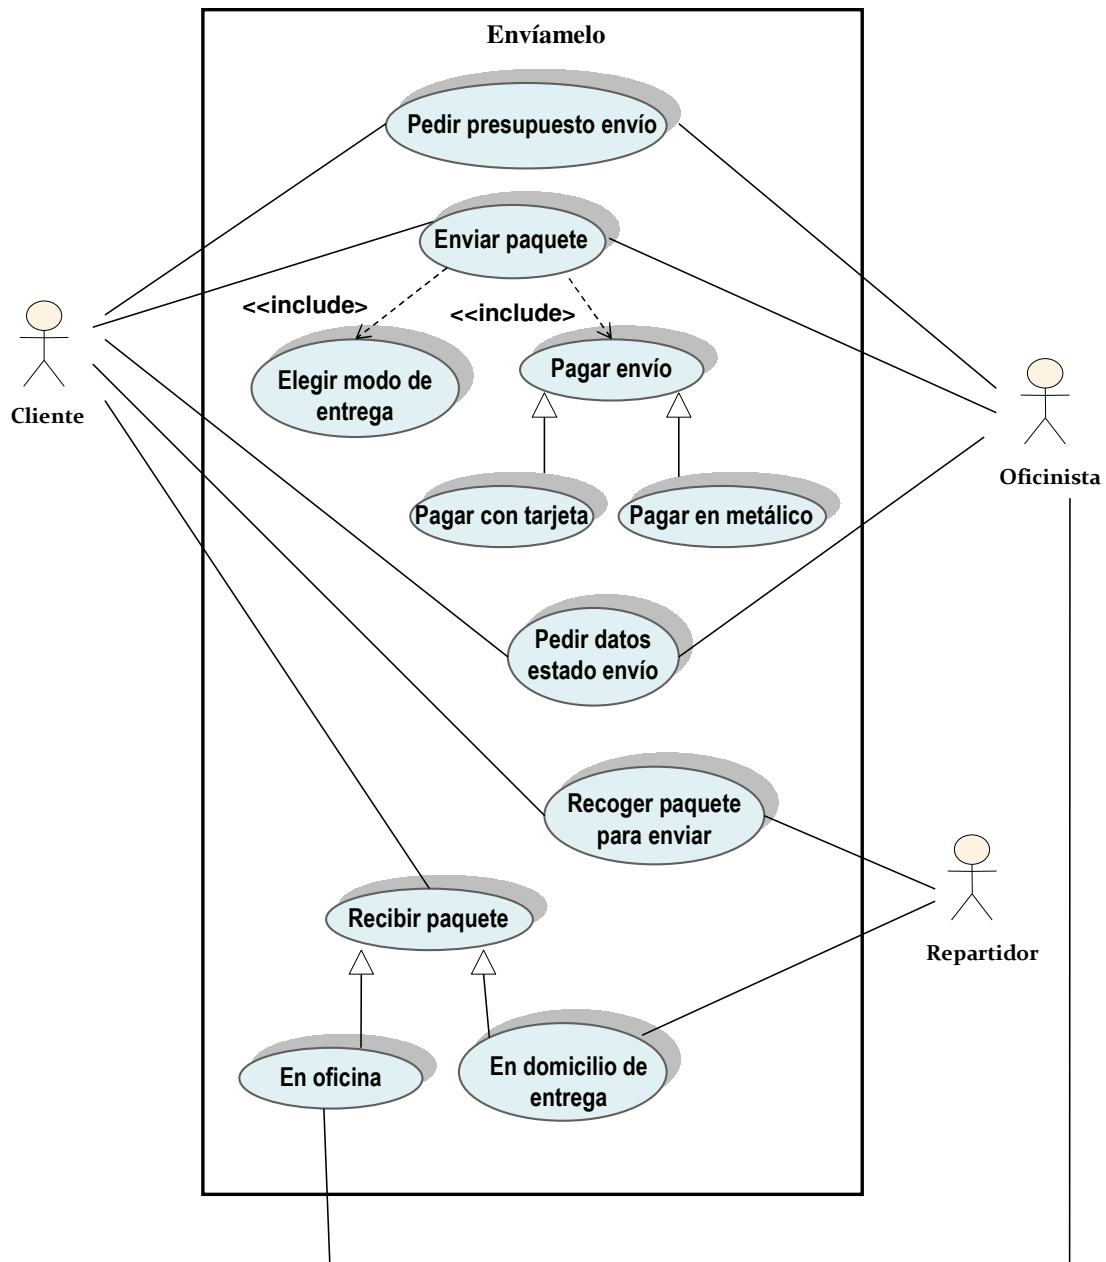 Envíamelo
Pedir presupuesto envío
Enviar paquete
<<include>
<<include>
Elegir modo de
entrega
Pagar envío
Cliente
Oficinista
Pagar con tarjeta
Pagar en metálico
Pedir datos
estado envío
Recoger paquete
para enviar
Recibir paquete
Repartidor
En oficina
En domicilio de
entrega